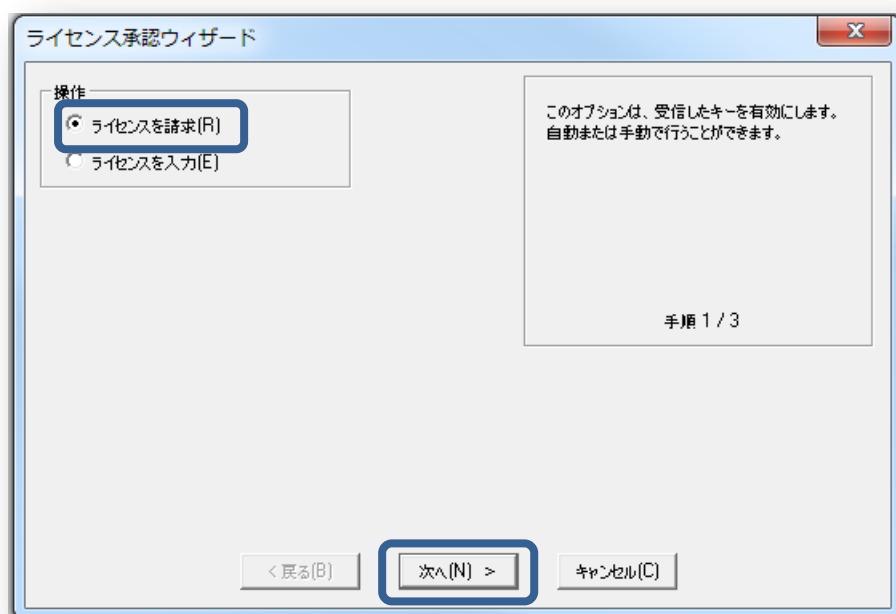 ライセンス承認ウィザード
操作
ライセンスを請求(R)
ライセンスを入力(E)
このオプションは、受信したキーを有効にします。
自動または手動で行うことができます。
手順 1 / 3
< 戻る(B)
次へ(N) >
キャンセル(C)